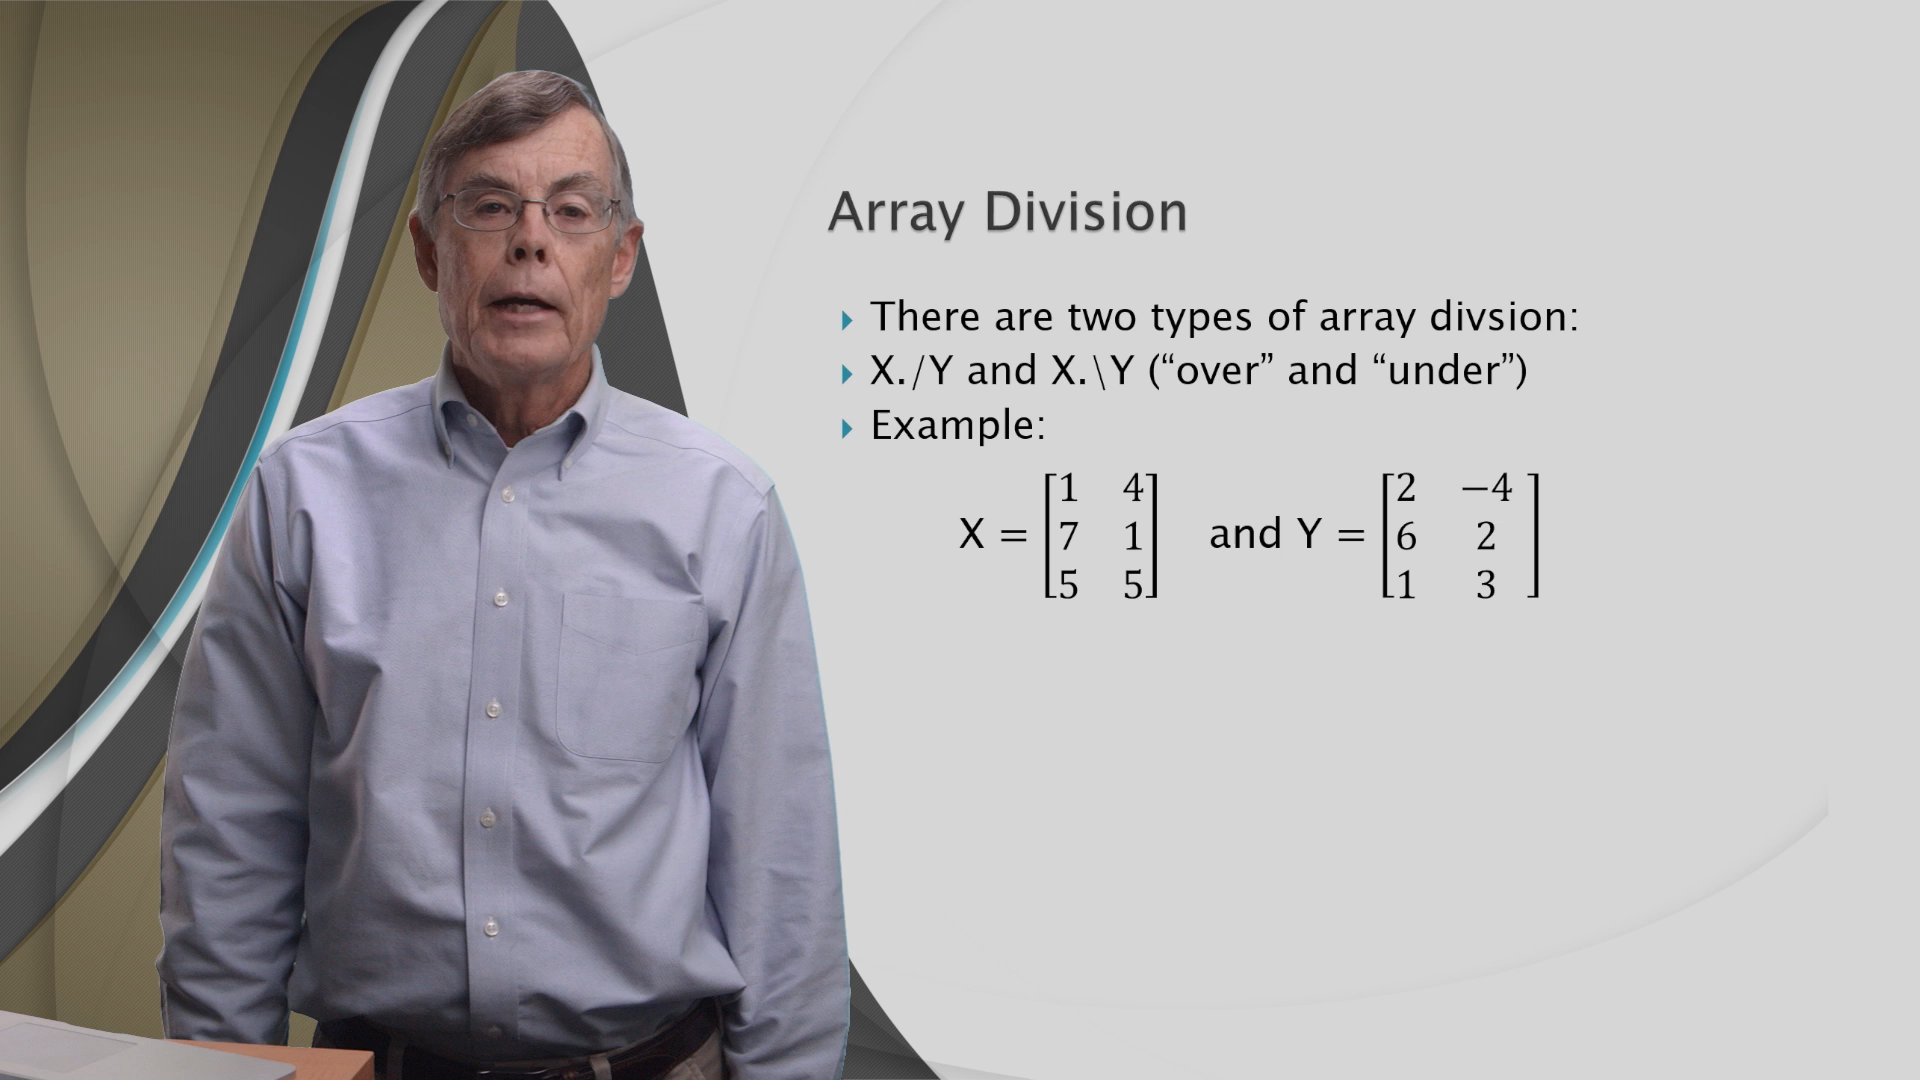 Array Division
There are two types of array divsion:
X./Y and X.\Y (“over” and “under”)
Example:
X = [1 4; 7 1; 5 5] and Y = [2 −4; 6 2; 1 3]